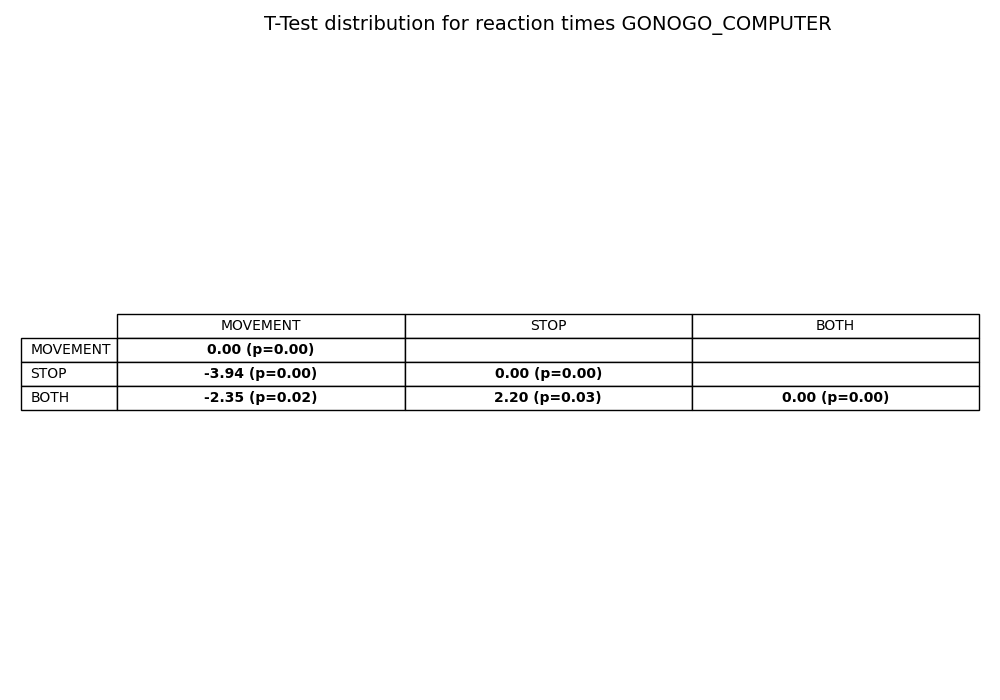 T-Test distribution for reaction times GONOGO_COMPUTER
MOVEMENT STOP BOTH
MOVEMENT 0.00 (p=0.00)
STOP -3.94 (p=0.00) 0.00 (p=0.00)
BOTH -2.35 (p=0.02) 2.20 (p=0.03) 0.00 (p=0.00)